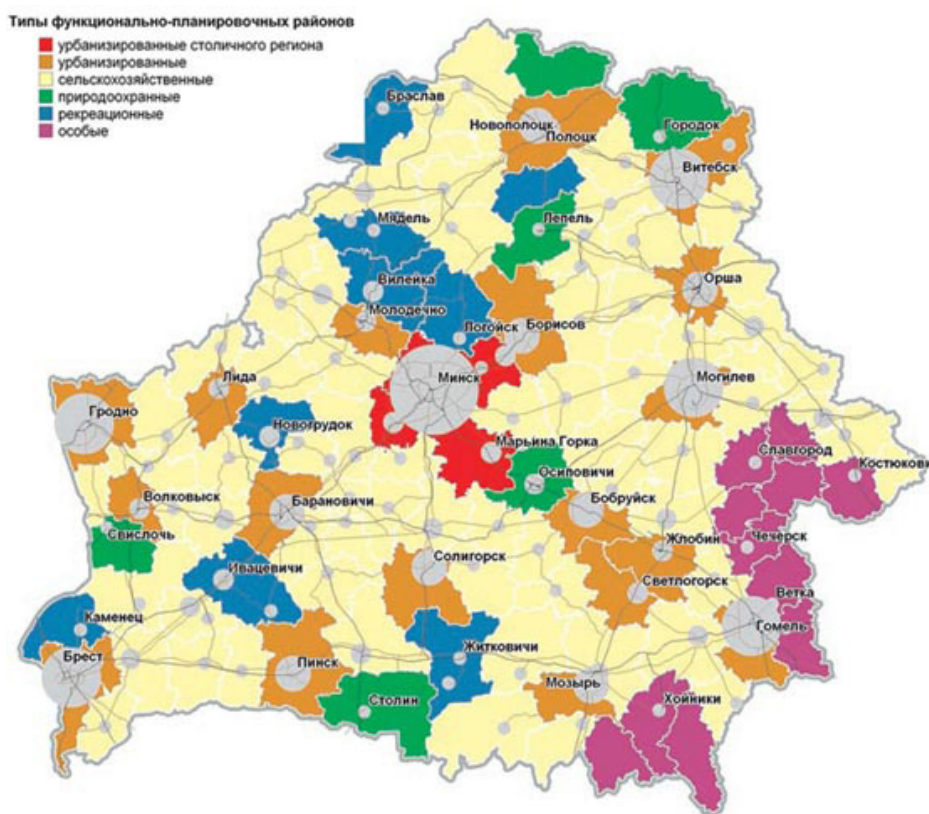 Типы функционально-планировочных районов
урбанизированные столичного региона
урбанизированные
сельскохозяйственные
природоохранные
рекреационные
особые
Браслав
Новополоцк
Полоцк
Городок
Витебск
Мядель
Лепель
Вилейка
Орша
Молодечно
Логойск
Борисов
Минск
Могилев
Лида
Гродно
Новогрудок
Марьина Горка
Славгород
Костюкови
Осиповичи
Волковыск
Барановичи
Бобруйск
Свислочь
Жлобин
Чечерск
Солигорск
Ивацевичи
Светлогорск
Ветка
Каменец
Гомель
Брест
Пинск
Житковичи
Мозырь
Столин
Хойники